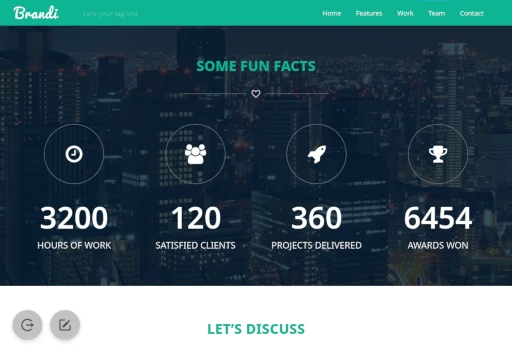 Brandi
I'am your tag line
Home Features Work Team Contact
SOME FUN FACTS
3200 120 360 6454
HOURS OF WORK SATISFIED CLIENTS PROJECTS DELIVERED AWARDS WON
LET'S DISCUSS